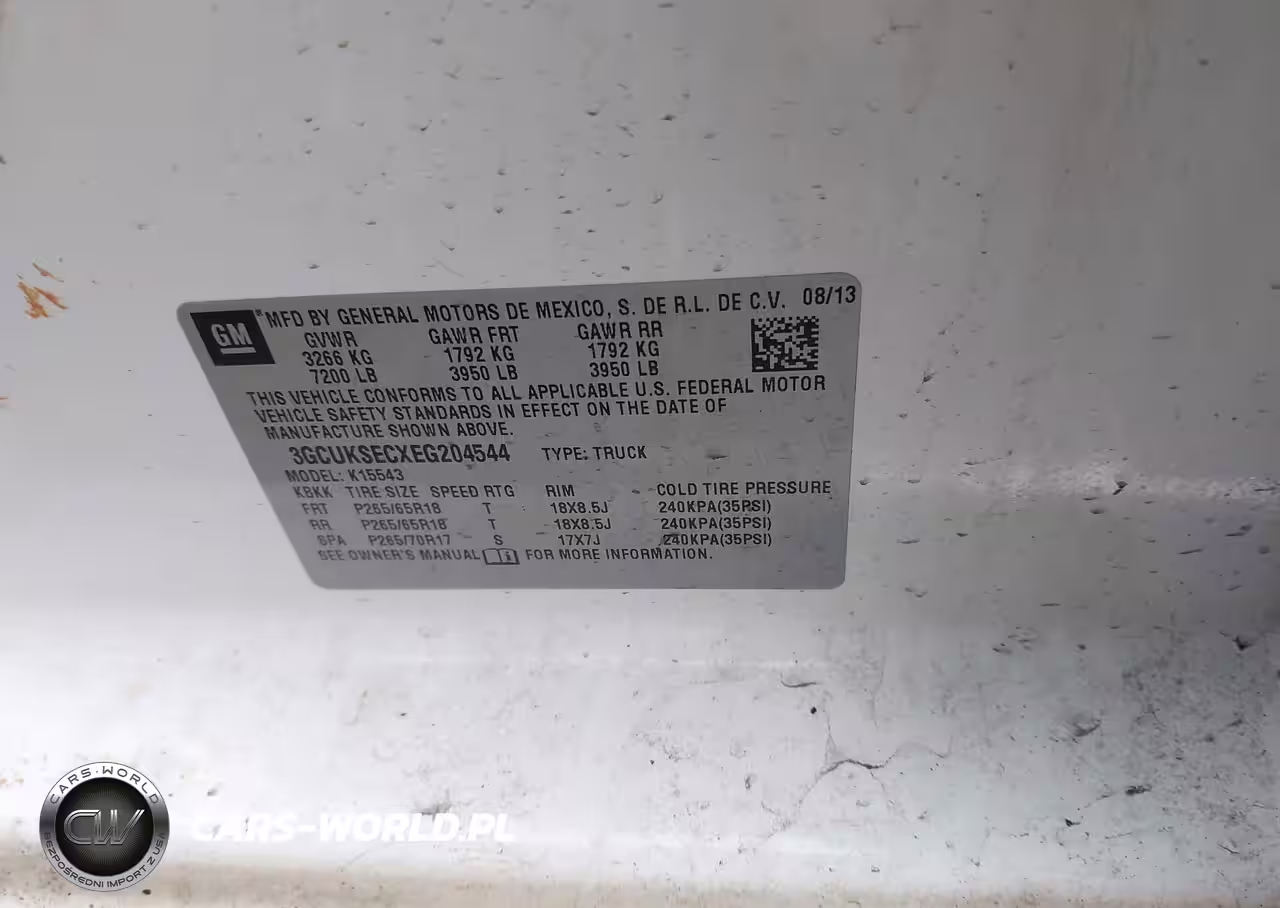 GM ® MFD BY GENERAL MOTORS DE MEXICO, S. DE R.L. DE C.V. 08/13
GVWR GAWR FRT GAWR RR
3266 KG 1792 KG 1792 KG
7200 LB 3950 LB 3950 LB
THIS VEHICLE CONFORMS TO ALL APPLICABLE U.S. FEDERAL MOTOR
VEHICLE SAFETY STANDARDS IN EFFECT ON THE DATE OF
MANUFACTURE SHOWN ABOVE.
3GCUKSECXEG204544 TYPE: TRUCK
MODEL: K15543
KBKK TIRE SIZE SPEED RTG RIM COLD TIRE PRESSURE
FRT P265/65R18 T 18X8.5J 240KPA(35PSI)
RR P265/65R18 T 18X8.5J 240KPA(35PSI)
SPA P265/70R17 S 17X7J 240KPA(35PSI)
SEE OWNER'S MANUAL FOR MORE INFORMATION.
CARS-WORLD
CW
BEZPOŚREDNI IMPORT Z USA
CARS-WORLD.PL